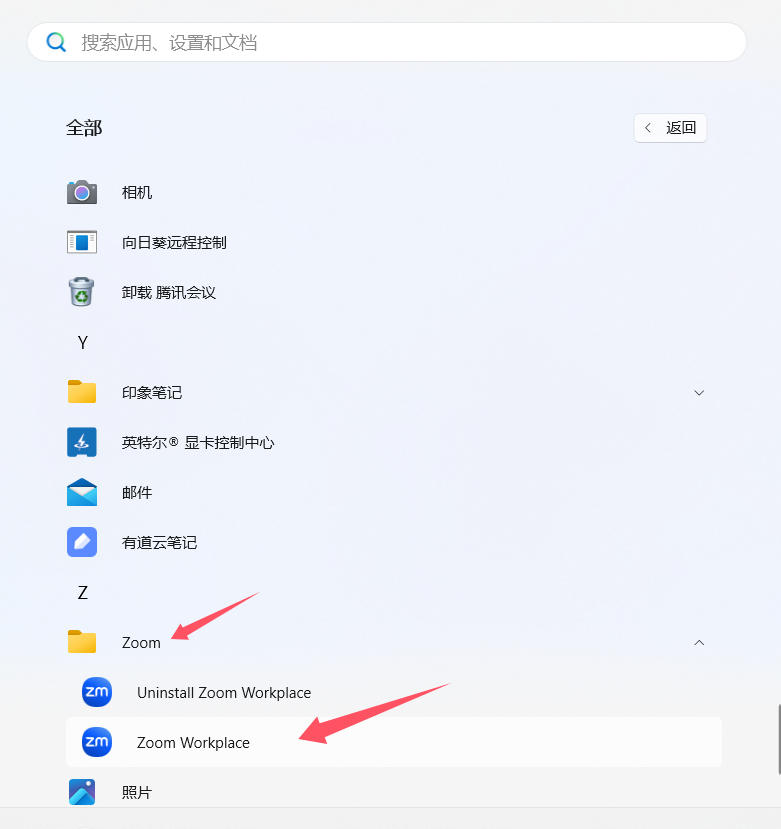 搜索应用、设置和文档
全部
返回
相机
向日葵远程控制
卸载 腾讯会议
Y
印象笔记
英特尔® 显卡控制中心
邮件
有道云笔记
Z
Zoom
zm Uninstall Zoom Workplace
zm Zoom Workplace
照片